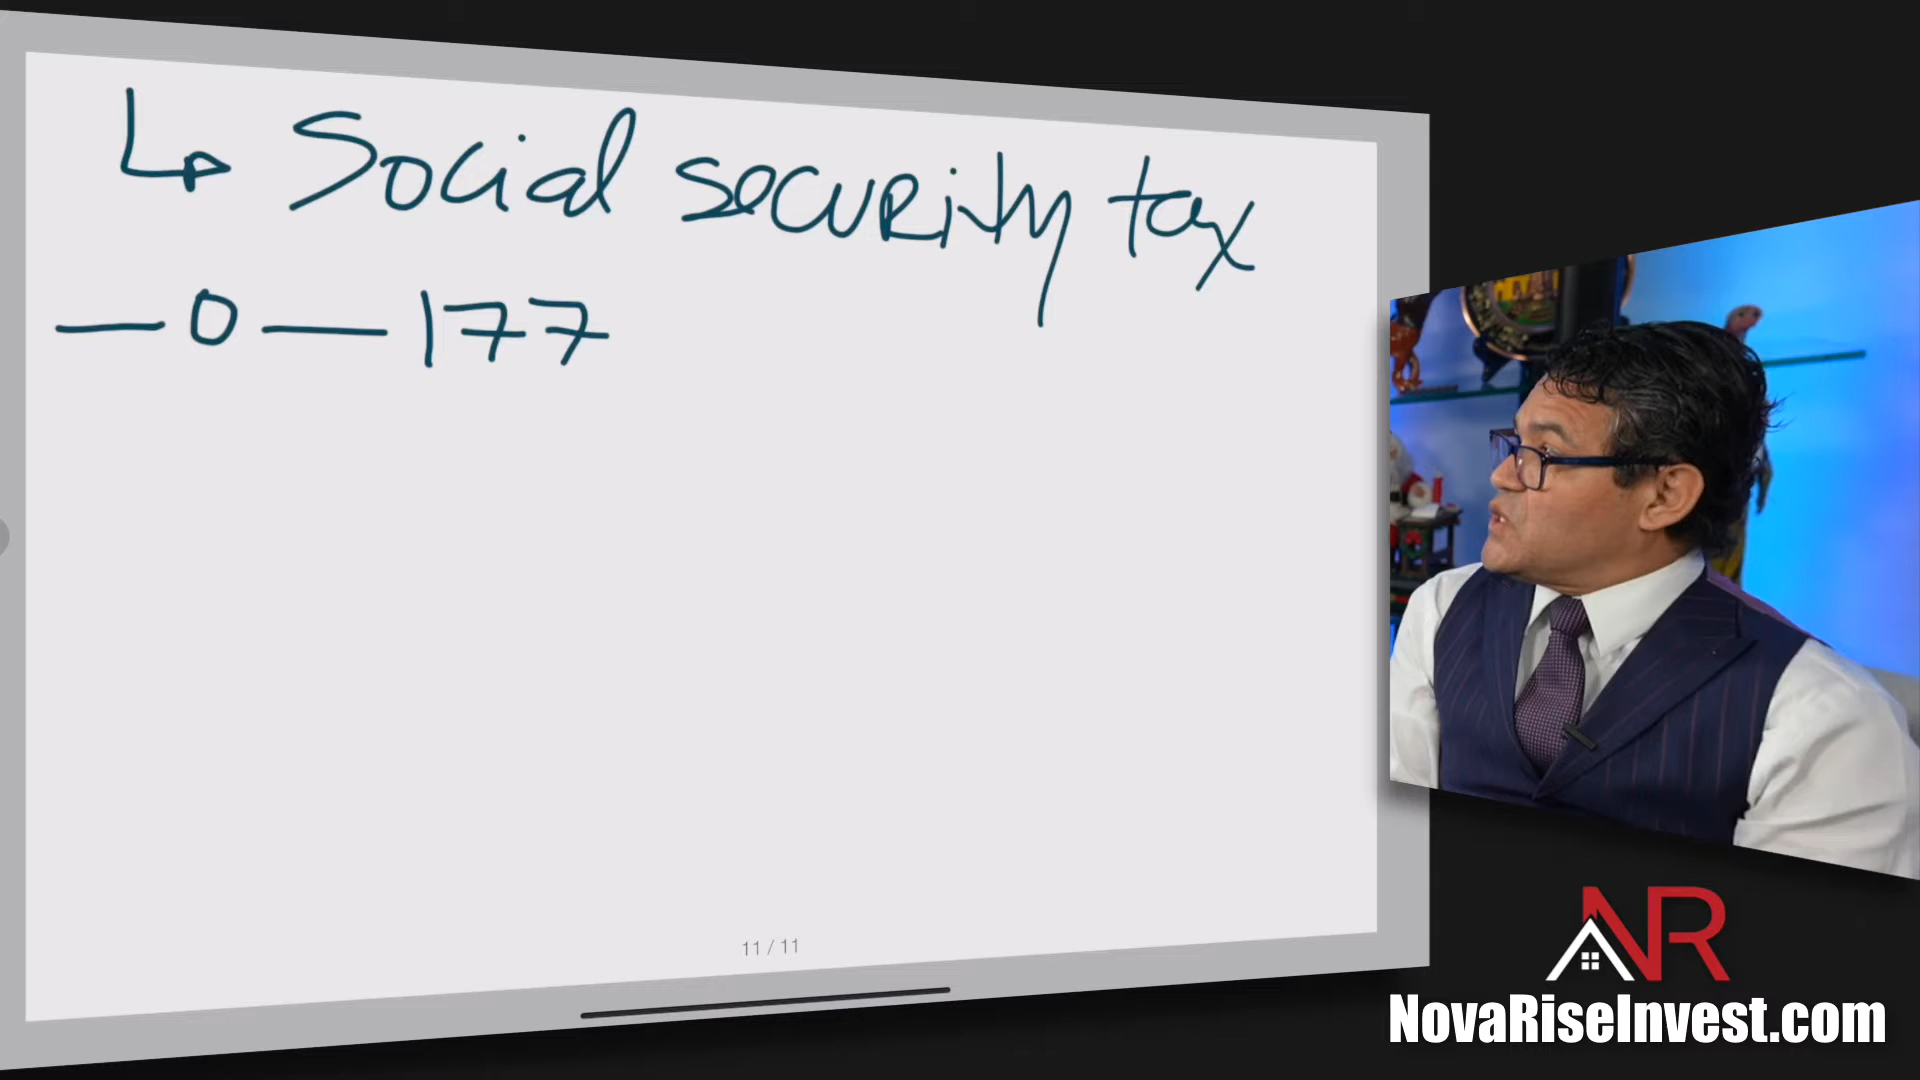 Social security tax
— 0 — 177
11 / 11
NR
NovaRiseInvest.com